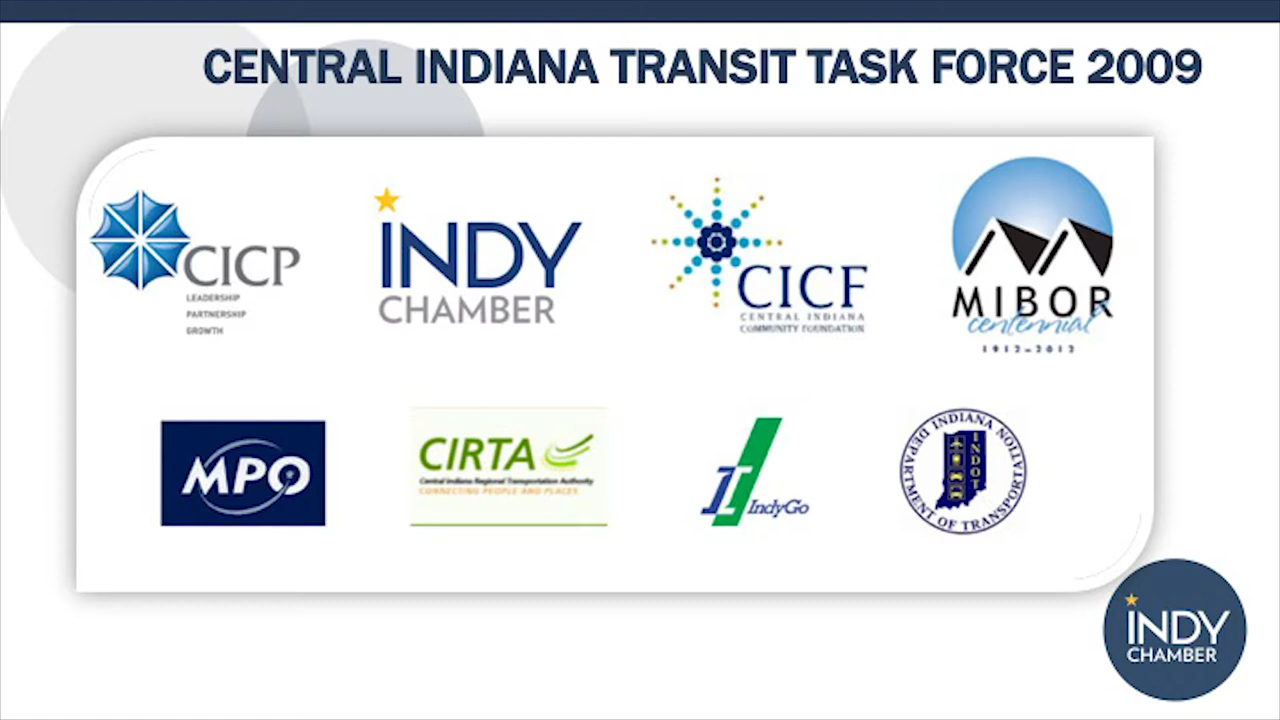 CENTRAL INDIANA TRANSIT TASK FORCE 2009
CICP
LEADERSHIP
PARTNERSHIP
GROWTH
INDY
CHAMBER
CICF
CENTRAL INDIANA
COMMUNITY FOUNDATION
MIBOR
centennial
1912-2012
MPO
CIRTA
Central Indiana Regional Transportation Authority
CONNECTING PEOPLE AND PLACES
IndyGo
INDIANA DEPARTMENT OF TRANSPORTATION
INDOT
INDY
CHAMBER